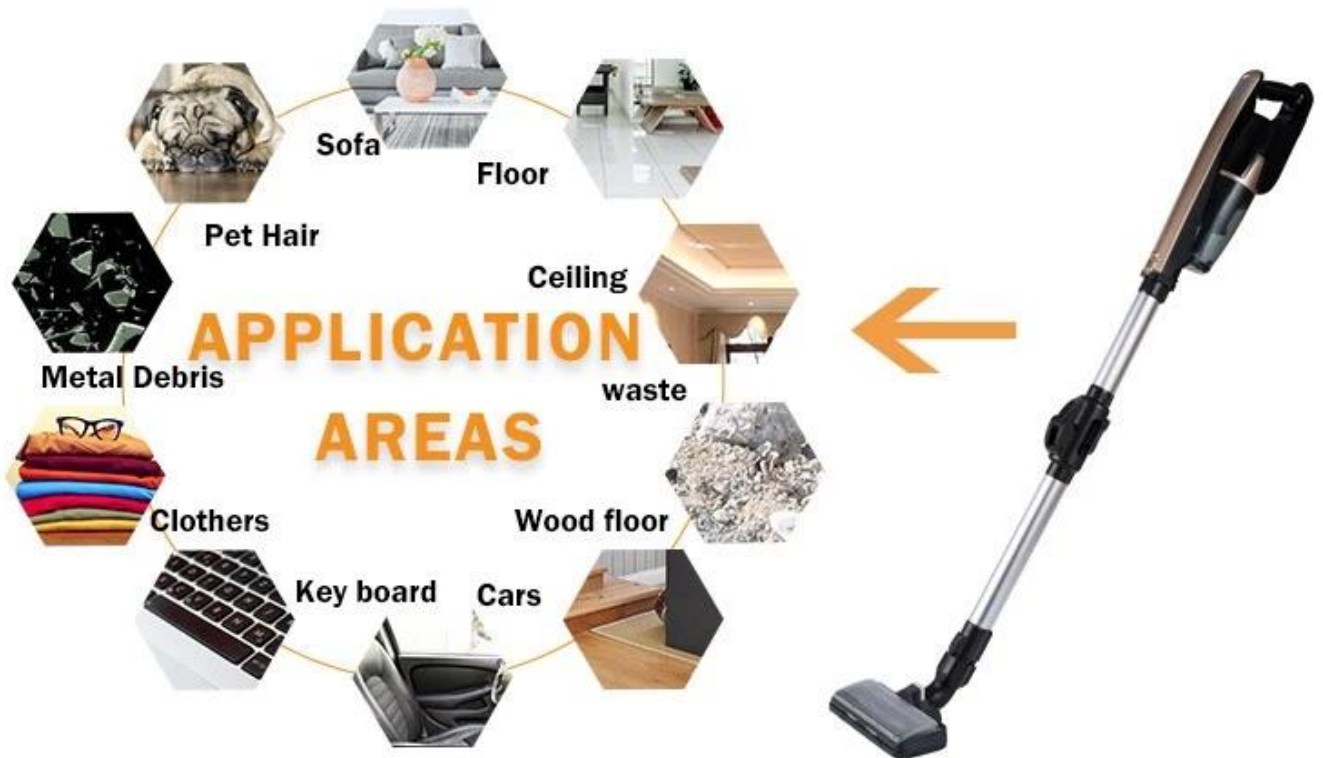 Sofa
Floor
Pet Hair
Ceiling
APPLICATION
Metal Debris
waste
AREAS
Clothers
Wood floor
Key board
Cars